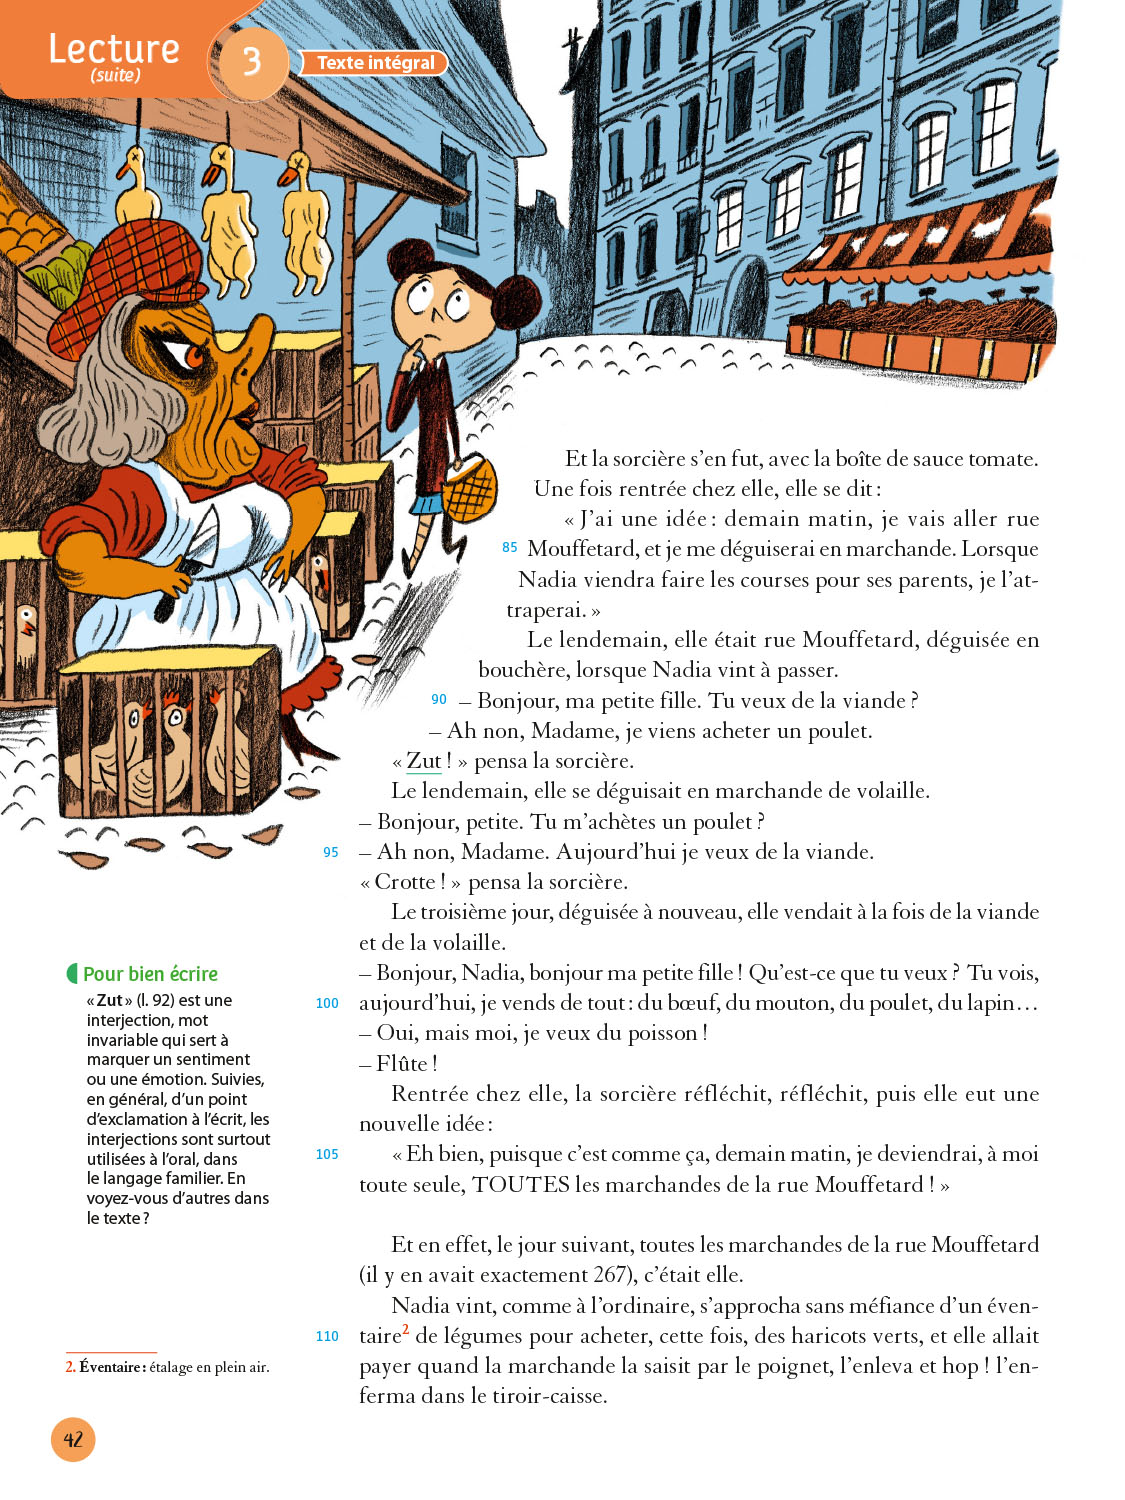 Lecture
(suite)
3
Texte intégral
Et la sorcière s'en fut, avec la boîte de sauce tomate.
Une fois rentrée chez elle, elle se dit :
« J'ai une idée : demain matin, je vais aller rue
85 Mouffetard, et je me déguiserai en marchande. Lorsque
Nadia viendra faire les courses pour ses parents, je l'at-
traperai. »
Le lendemain, elle était rue Mouffetard, déguisée en
bouchère, lorsque Nadia vint à passer.
90 – Bonjour, ma petite fille. Tu veux de la viande ?
– Ah non, Madame, je viens acheter un poulet.
« Zut ! » pensa la sorcière.
Le lendemain, elle se déguisait en marchande de volaille.
– Bonjour, petite. Tu m'achètes un poulet ?
95 – Ah non, Madame. Aujourd'hui je veux de la viande.
« Crotte ! » pensa la sorcière.
Le troisième jour, déguisée à nouveau, elle vendait à la fois de la viande
et de la volaille.
– Bonjour, Nadia, bonjour ma petite fille ! Qu'est-ce que tu veux ? Tu vois,
100 aujourd'hui, je vends de tout : du bœuf, du mouton, du poulet, du lapin…
– Oui, mais moi, je veux du poisson !
– Flûte !
Rentrée chez elle, la sorcière réfléchit, réfléchit, puis elle eut une
nouvelle idée :
105 « Eh bien, puisque c'est comme ça, demain matin, je deviendrai, à moi
toute seule, TOUTES les marchandes de la rue Mouffetard ! »
Et en effet, le jour suivant, toutes les marchandes de la rue Mouffetard
(il y en avait exactement 267), c'était elle.
Nadia vint, comme à l'ordinaire, s'approcha sans méfiance d'un éven-
110 taire2 de légumes pour acheter, cette fois, des haricots verts, et elle allait
payer quand la marchande la saisit par le poignet, l'enleva et hop ! l'en-
ferma dans le tiroir-caisse.
Pour bien écrire
« Zut » (l. 92) est une
interjection, mot
invariable qui sert à
marquer un sentiment
ou une émotion. Suivies,
en général, d'un point
d'exclamation à l'écrit, les
interjections sont surtout
utilisées à l'oral, dans
le langage familier. En
voyez-vous d'autres dans
le texte ?
2. Éventaire : étalage en plein air.
42